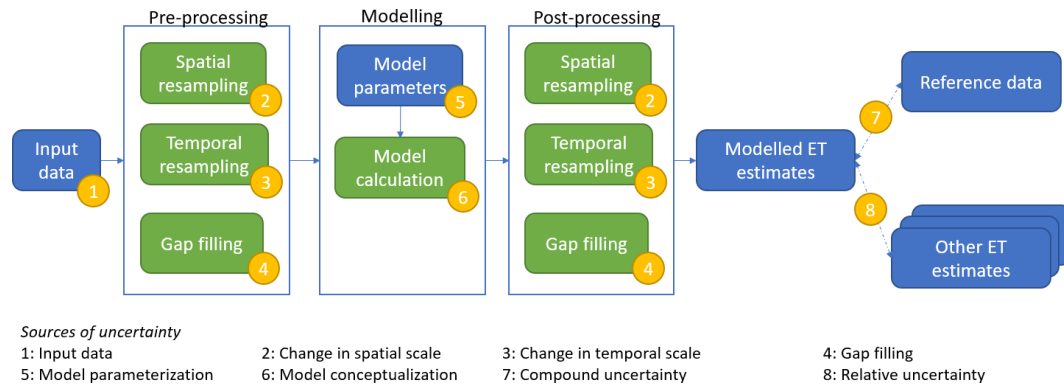 Pre-processing
Modelling
Post-processing
Input
data
1
Spatial
resampling
2
Temporal
resampling
3
Gap filling
4
Model
parameters
5
Model
calculation
6
Spatial
resampling
2
Temporal
resampling
3
Gap filling
4
Modelled ET
estimates
7
Reference data
8
Other ET
estimates
Sources of uncertainty
1: Input data 2: Change in spatial scale 3: Change in temporal scale 4: Gap filling
5: Model parameterization 6: Model conceptualization 7: Compound uncertainty 8: Relative uncertainty